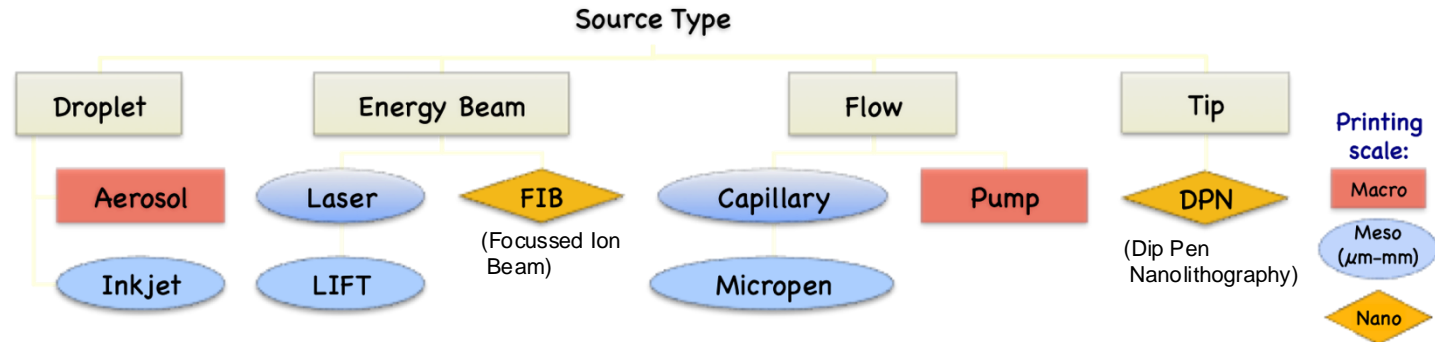 Source Type
Droplet
Energy Beam
Flow
Tip
Printing
scale:
Aerosol
Laser
FIB
Capillary
Pump
DPN
Macro
(Focussed Ion
Beam)
(Dip Pen
Nanolithography)
Meso
(μm-mm)
Inkjet
LIFT
Micropen
Nano